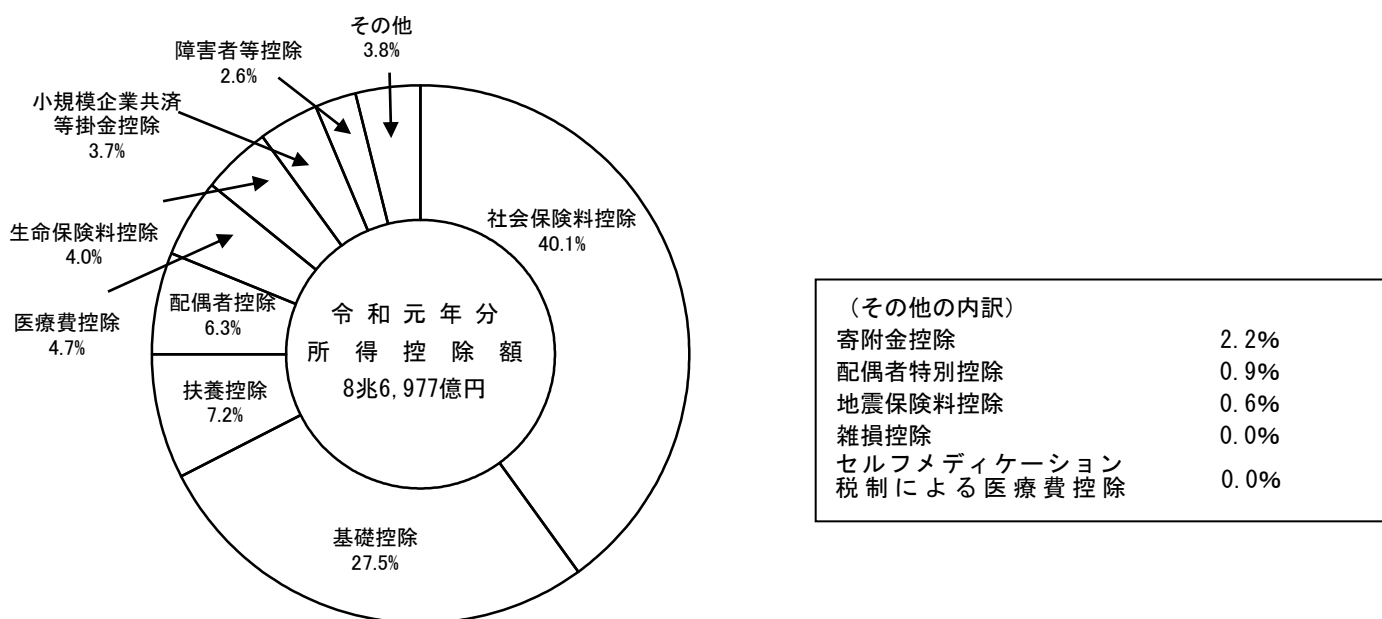 その他
3.8%
障害者等控除
2.6%
小規模企業共済
等掛金控除
3.7%
生命保険料控除
4.0%
医療費控除
4.7%
配偶者控除
6.3%
扶養控除
7.2%
基礎控除
27.5%
社会保険料控除
40.1%
令和元年分
所得控除額
8兆6,977億円
（その他の内訳）
寄附金控除 2.2%
配偶者特別控除 0.9%
地震保険料控除 0.6%
雑損控除 0.0%
セルフメディケーション
税制による医療費控除 0.0%